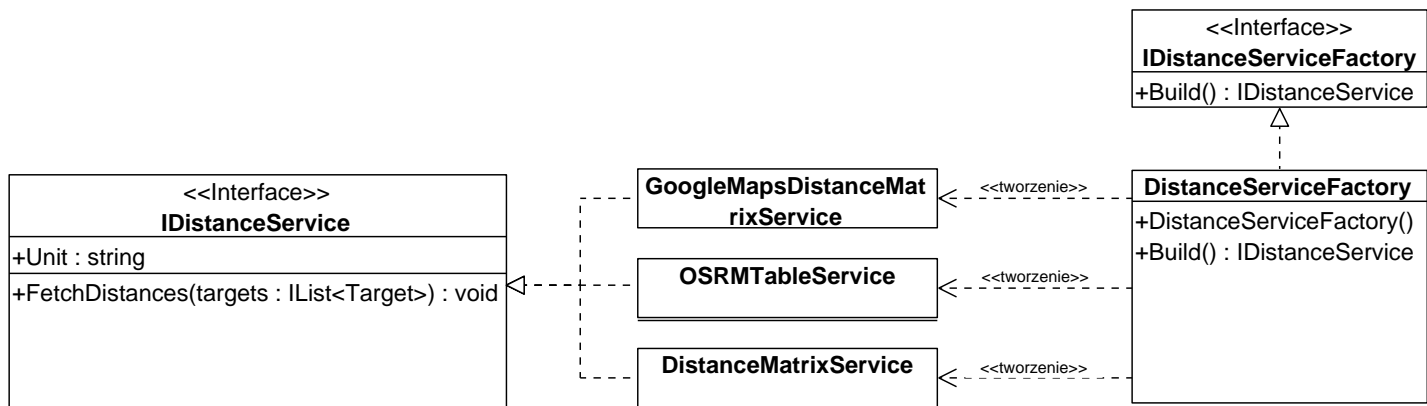 <<Interface>>
IDistanceServiceFactory
+Build() : IDistanceService
<<Interface>>
IDistanceService
+Unit : string
+FetchDistances(targets : IList<Target>) : void
GoogleMapsDistanceMat
rixService
<<tworzenie>>
OSRMTableService
<<tworzenie>>
DistanceMatrixService
<<tworzenie>>
DistanceServiceFactory
+DistanceServiceFactory()
+Build() : IDistanceService